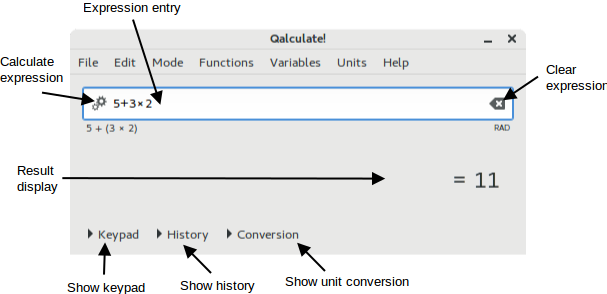 Expression entry
Qalculate!
File Edit Mode Functions Variables Units Help
Calculate
expression
Clear
expression
5+3×2
5 + (3 × 2)
RAD
Result
display
= 11
Keypad History Conversion
Show keypad
Show history
Show unit conversion